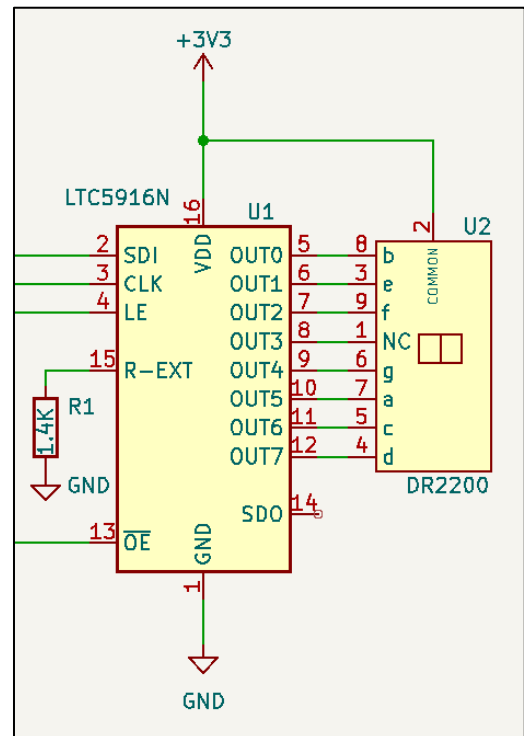 +3V3
LTC5916N
U1
U2
16
VDD
2
COMMON
2 SDI
3 CLK
4 LE
15 R-EXT
13 OE
OUT0 5
OUT1 6
OUT2 7
OUT3 8
OUT4 9
OUT5 10
OUT6 11
OUT7 12
SDO 14
8 b
3 e
9 f
1 NC
6 g
7 a
5 c
4 d
DR2200
R1
1.4K
GND
GND
1
GND